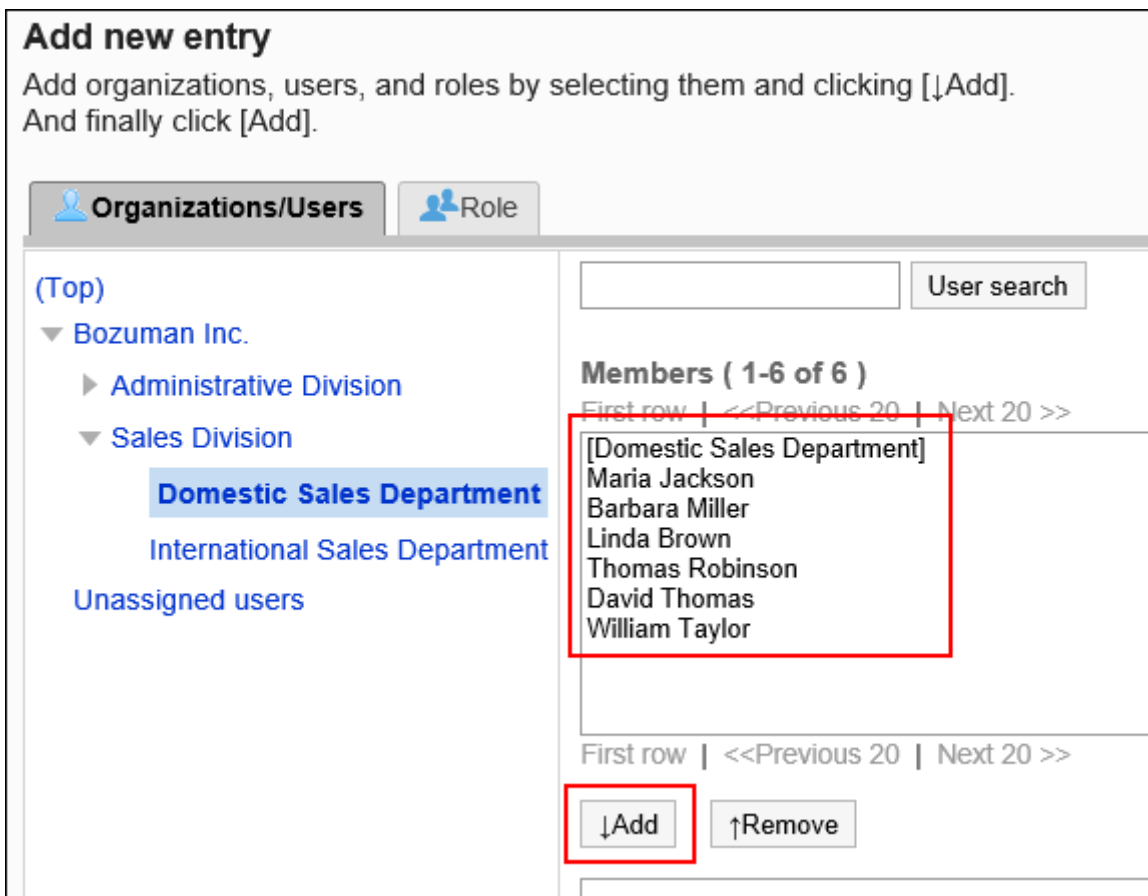 Add new entry
Add organizations, users, and roles by selecting them and clicking [↓Add].
And finally click [Add].
Organizations/Users
Role
(Top)
Bozuman Inc.
Administrative Division
Sales Division
Domestic Sales Department
International Sales Department
Unassigned users
User search
Members ( 1-6 of 6 )
First row | <<Previous 20 | Next 20 >>
[Domestic Sales Department]
Maria Jackson
Barbara Miller
Linda Brown
Thomas Robinson
David Thomas
William Taylor
First row | <<Previous 20 | Next 20 >>
↓Add
↑Remove